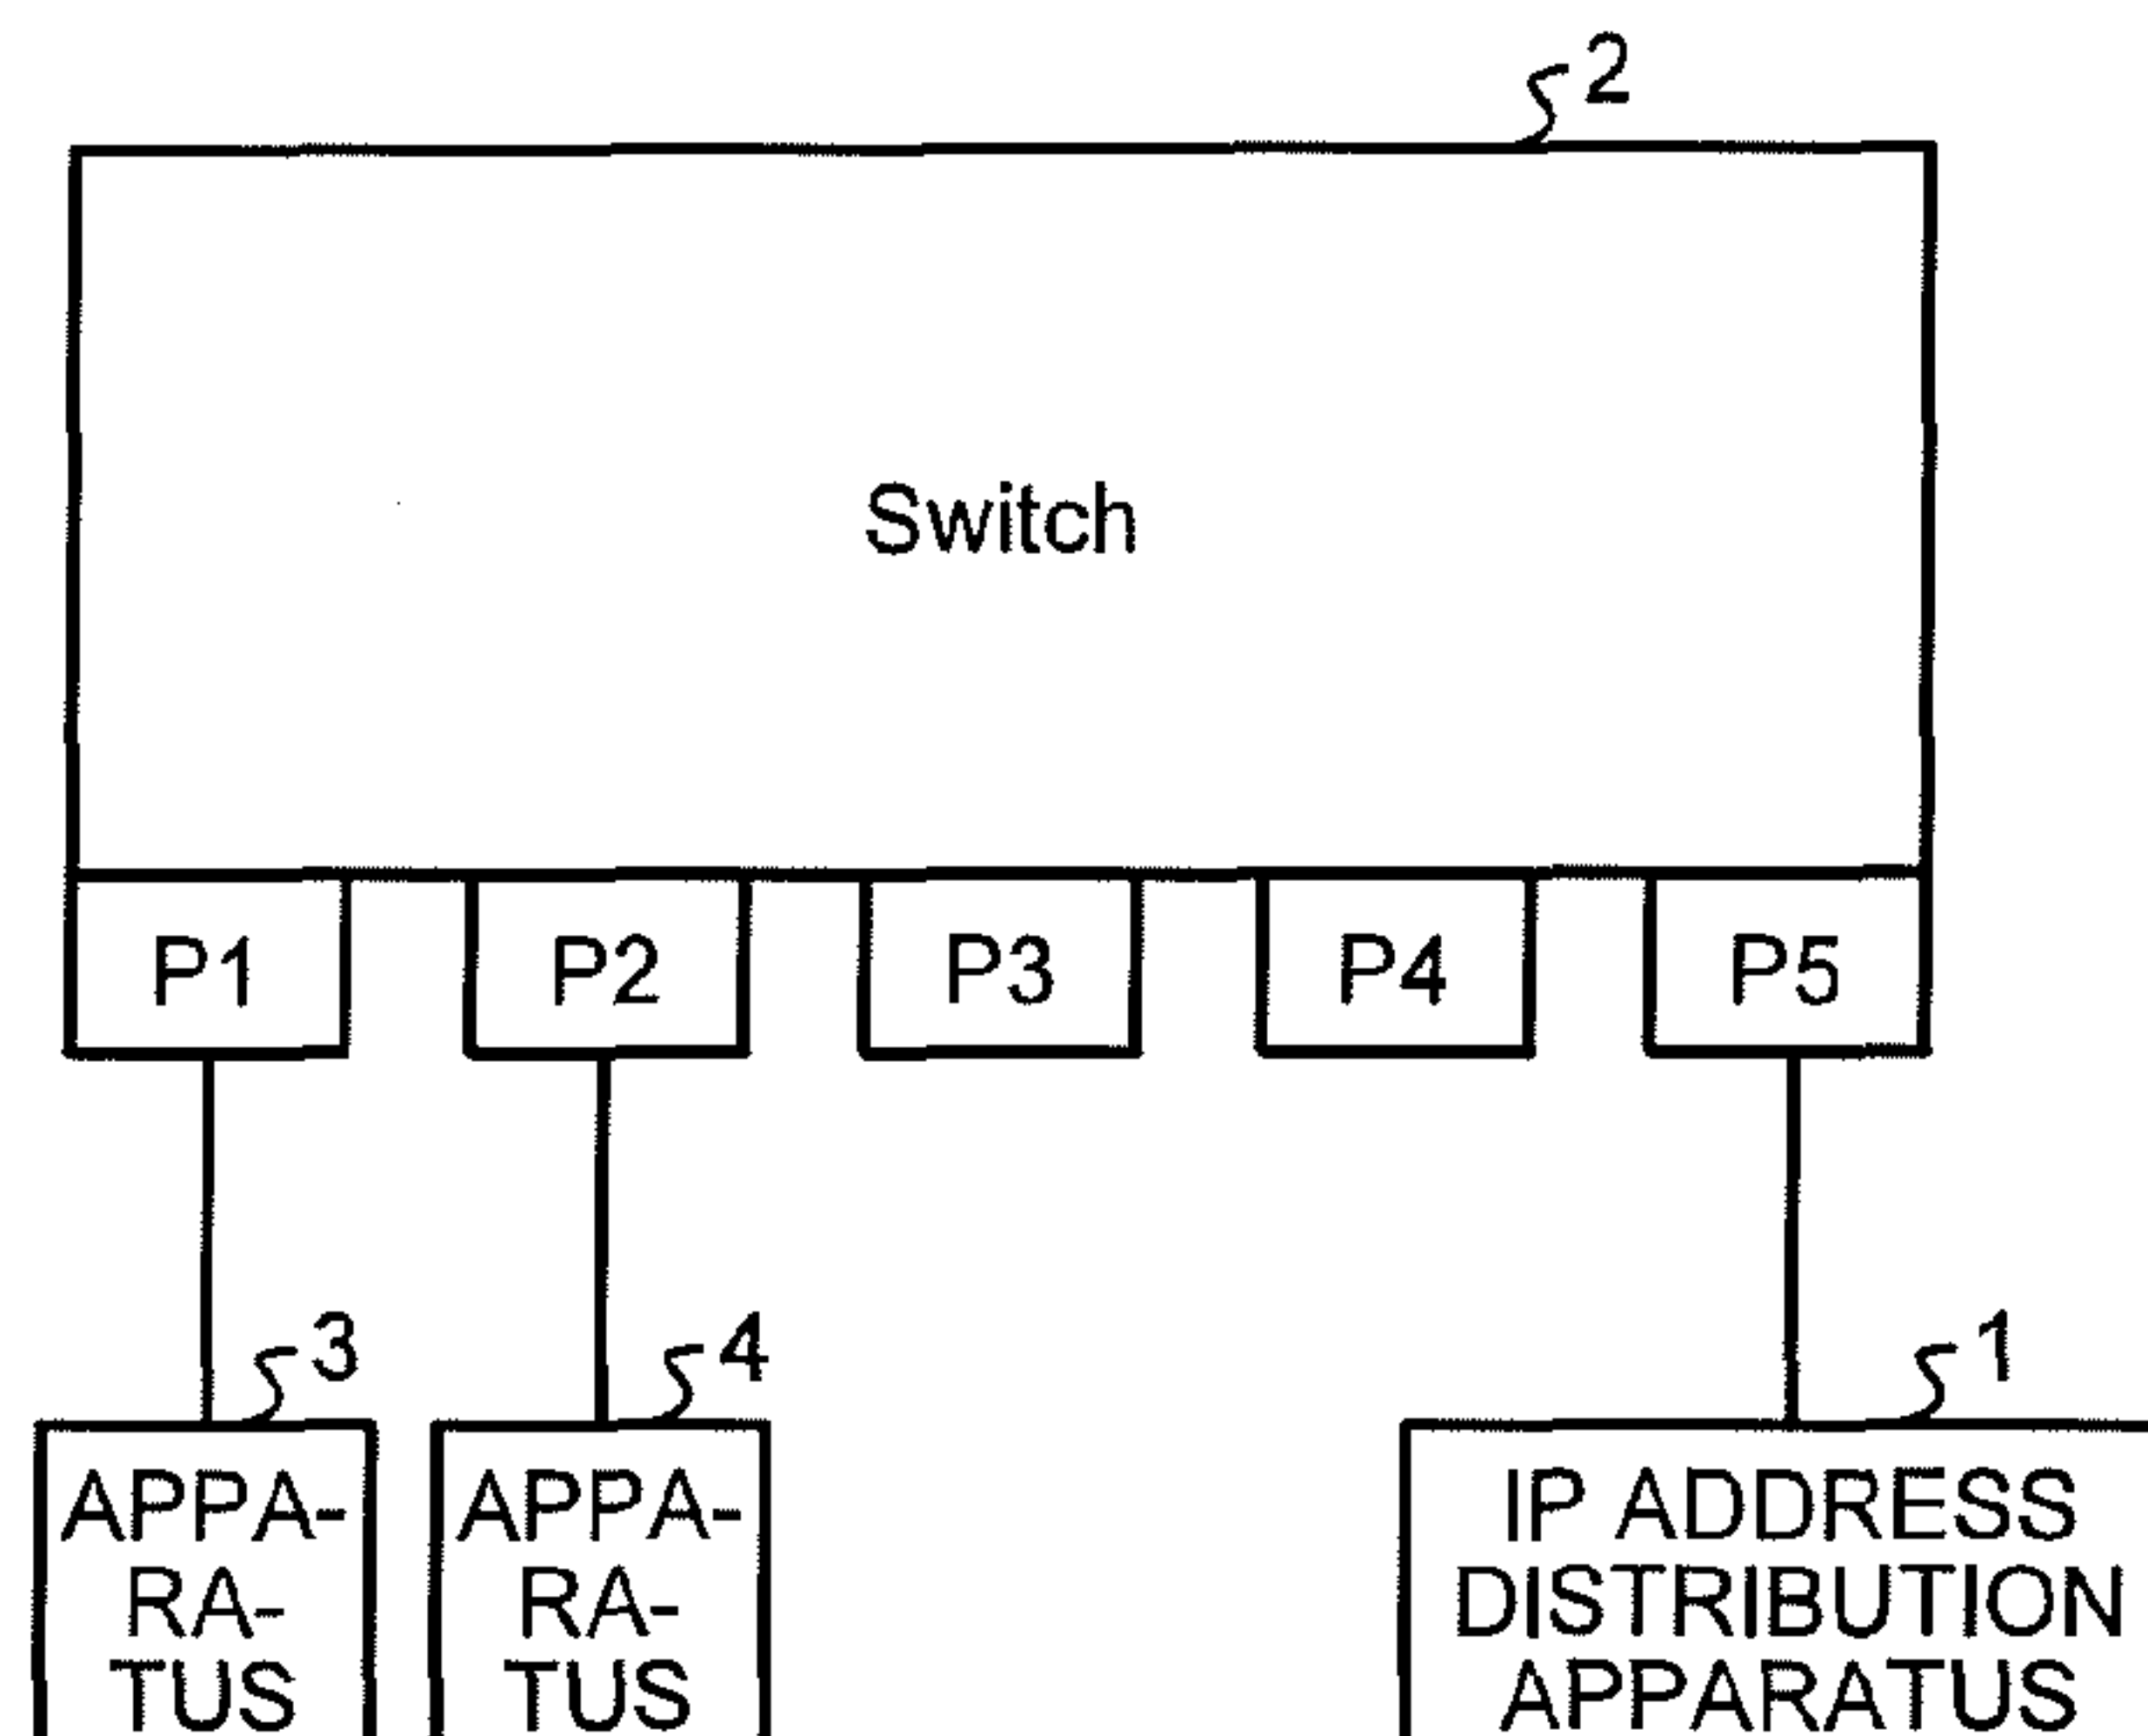 2
Switch
P1 P2 P3 P4 P5
3 4 1
APPA- APPA- IP ADDRESS
RA- RA- DISTRIBUTION
TUS TUS APPARATUS